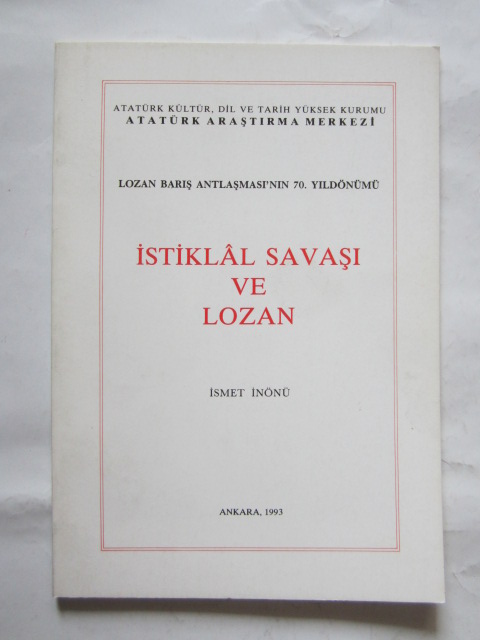 ATATÜRK KÜLTÜR, DİL VE TARİH YÜKSEK KURUMU
ATATÜRK ARAŞTIRMA MERKEZİ
LOZAN BARIŞ ANTLAŞMASI'NIN 70. YILDÖNÜMÜ
İSTİKLÂL SAVAŞI
VE
LOZAN
İSMET İNÖNÜ
ANKARA, 1993